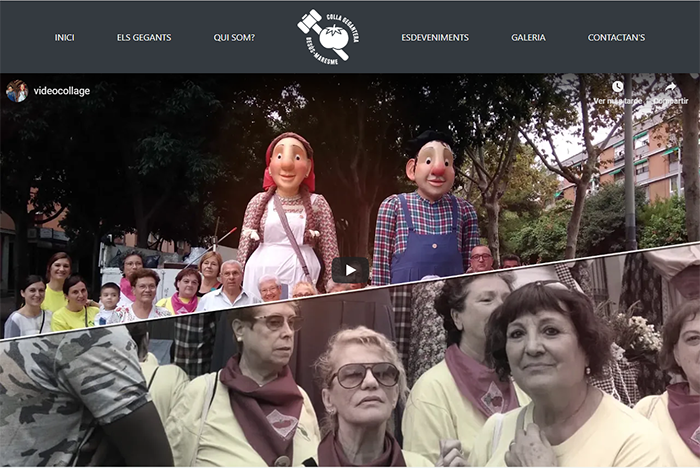 INICI
ELS GEGANTS
QUI SOM?
COLLA GEGANTERA
BESÒS-MARESME
ESDEVENIMENTS
GALERIA
CONTACTAN'S
videocollage
Ver más tarde
Compartir